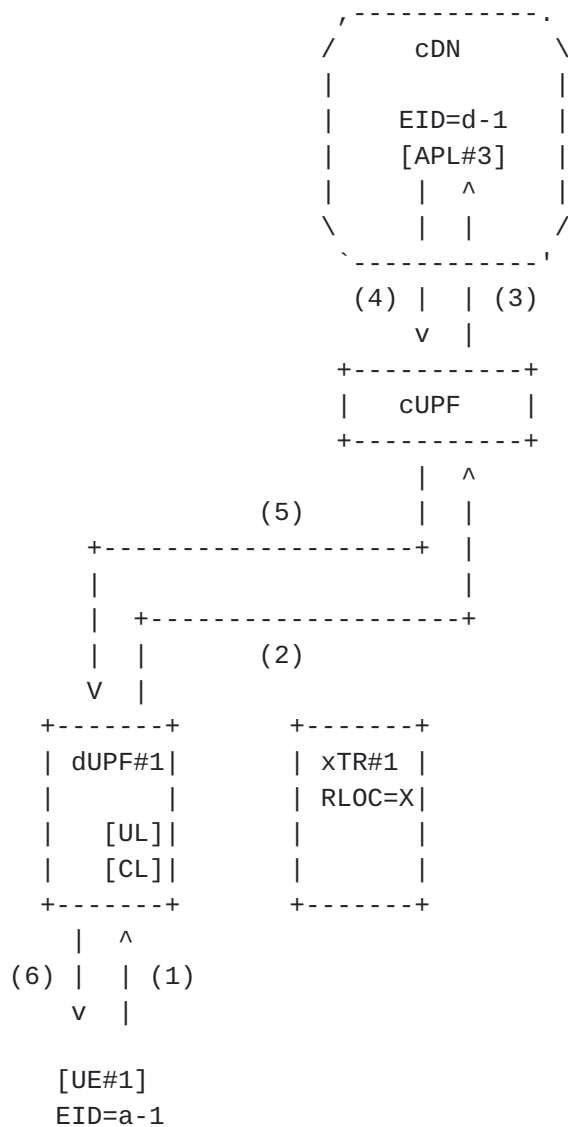 cDN
EID=d-1
[APL#3]
(4) (3)
cUPF
(5)
(2)
dUPF#1 xTR#1
RLOC=X
[UL]
[CL]
(6) (1)
[UE#1]
EID=a-1